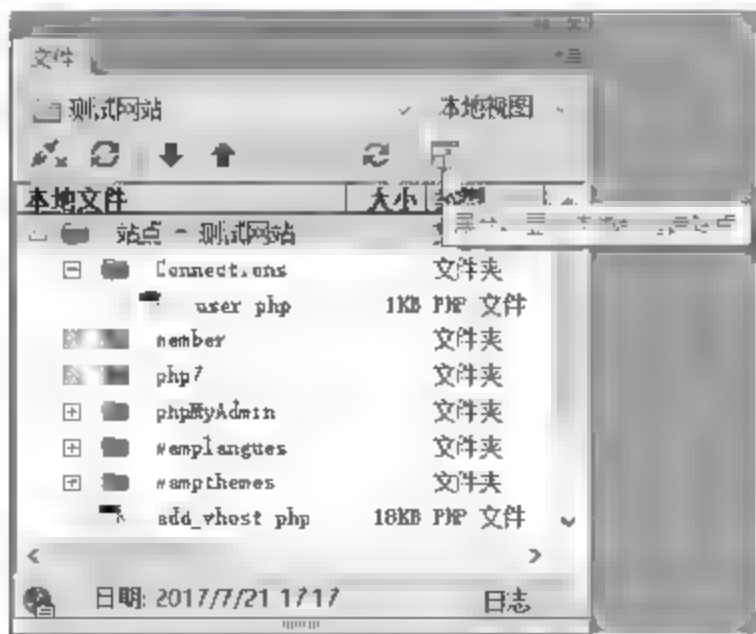 文件
测试网站 本地视图
本地文件 大小 类型
站点 - 测试网站
Connections 文件夹
user php 1KB PHP 文件
member 文件夹
php7 文件夹
phpMyAdmin 文件夹
wamplangues 文件夹
wampthemes 文件夹
add_vhost php 18KB PHP 文件
日期: 2017/7/21 17:17 日志